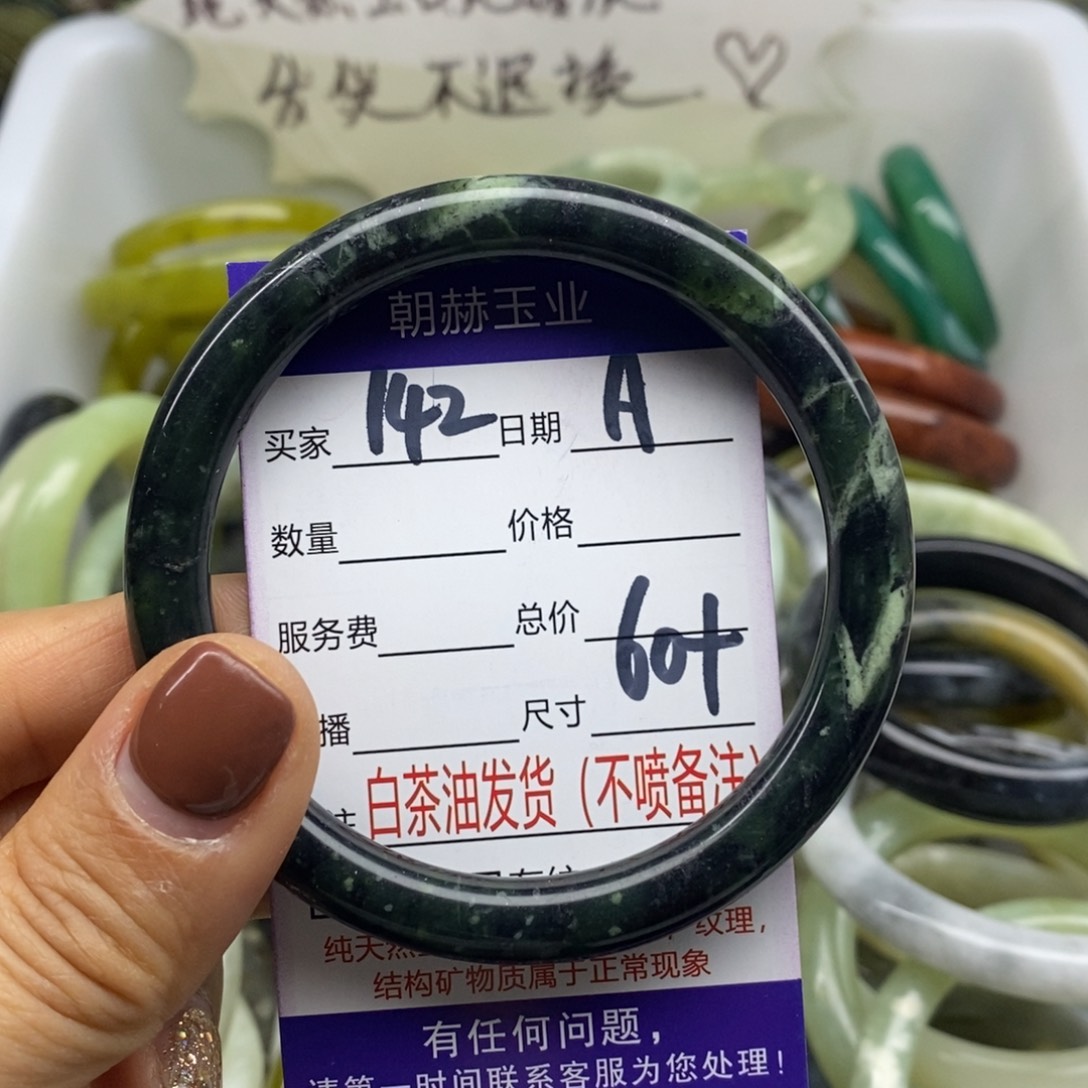 售出不退换 ♡
朝赫玉业
买家 142 日期 A
数量 价格
服务费 总价
播 尺寸 60+
白茶油发货（不喷备注）
纹理，
纯天然
结构矿物质属于正常现象
有任何问题，
请第一时间联系客服为您处理！